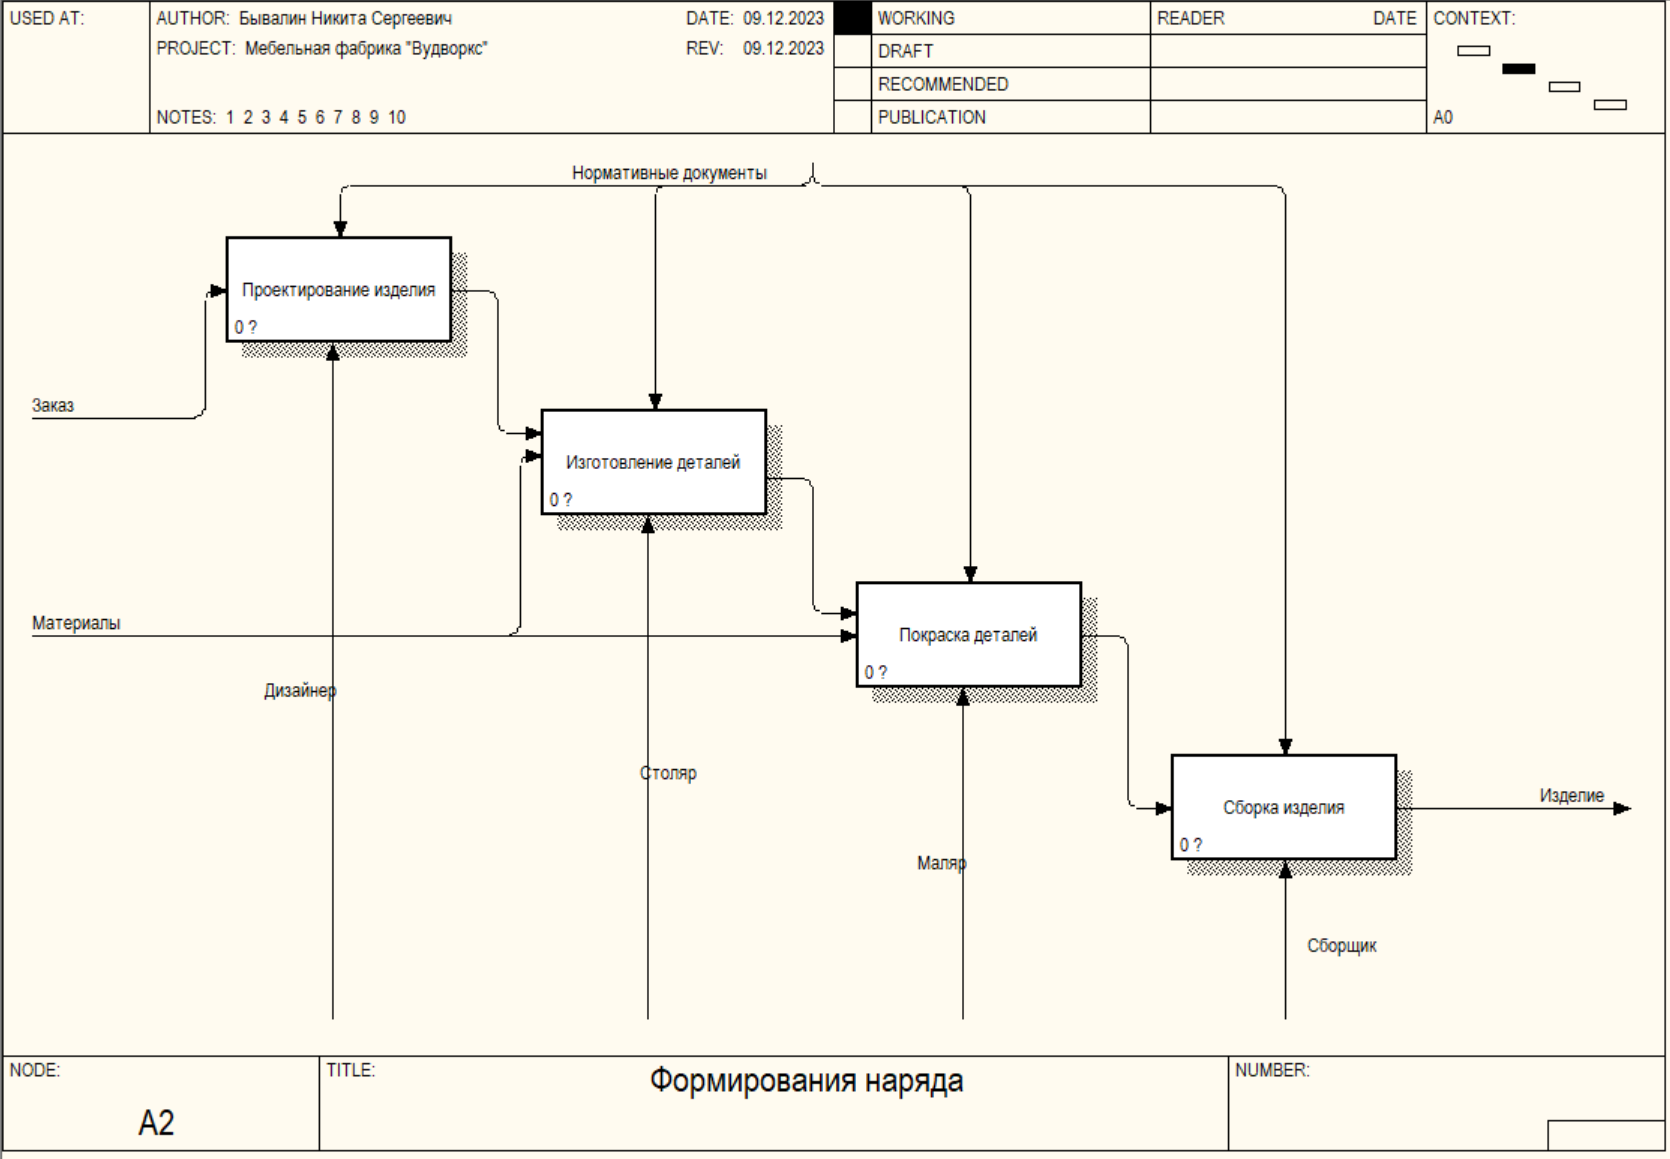 USED AT:
AUTHOR: Бывалин Никита Сергеевич
DATE: 09.12.2023
PROJECT: Мебельная фабрика "Вудворкс"
REV: 09.12.2023
NOTES: 1 2 3 4 5 6 7 8 9 10
WORKING
DRAFT
RECOMMENDED
PUBLICATION
READER DATE
CONTEXT:
A0
Нормативные документы
Проектирование изделия
0 ?
Заказ
Изготовление деталей
0 ?
Материалы
Покраска деталей
0 ?
Дизайнер
Столяр
Сборка изделия
0 ?
Изделие
Маляр
Сборщик
NODE:
A2
TITLE:
Формирования наряда
NUMBER: